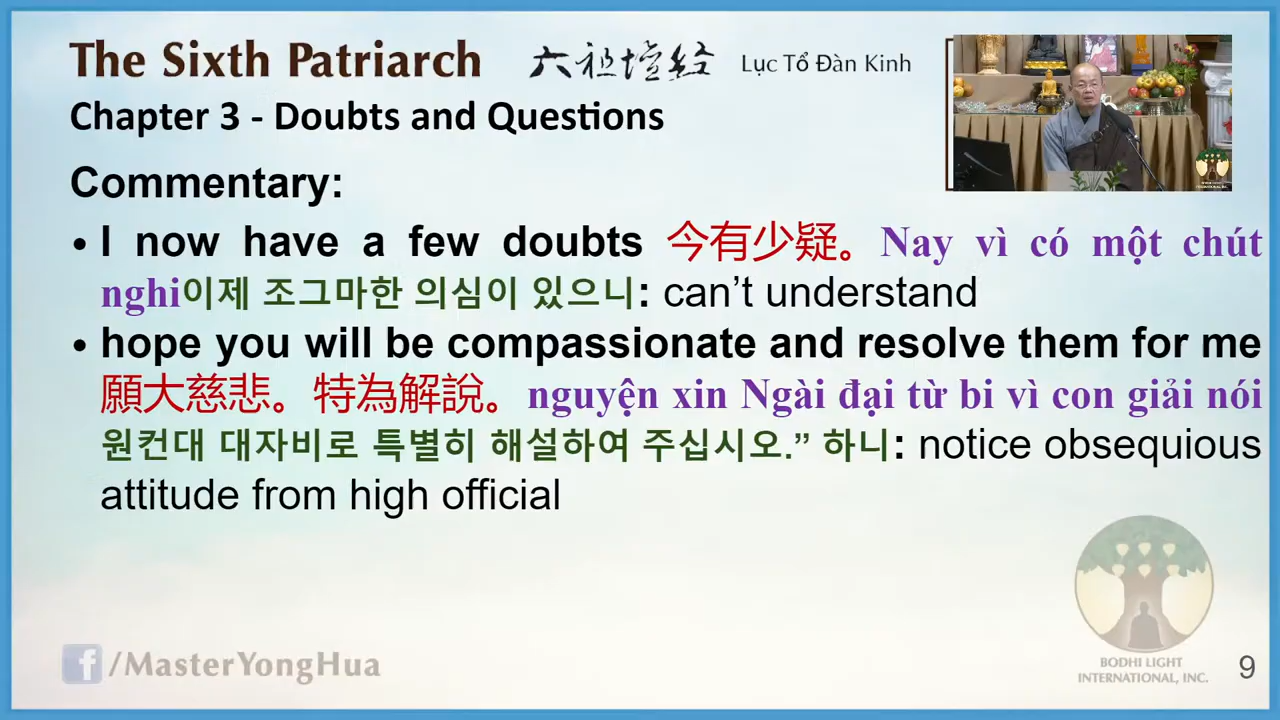 The Sixth Patriarch 六祖壇經 Lục Tổ Đàn Kinh
Chapter 3 - Doubts and Questions
Commentary:
• I now have a few doubts 今有少疑。Nay vì có một chút
nghi이제 조그마한 의심이 있으니: can’t understand
• hope you will be compassionate and resolve them for me
願大慈悲。特為解說。nguyện xin Ngài đại từ bi vì con giải nói
원컨대 대자비로 특별히 해설하여 주십시오.” 하니: notice obsequious
attitude from high official
f/MasterYongHua
BODHI LIGHT
INTERNATIONAL, INC.
9